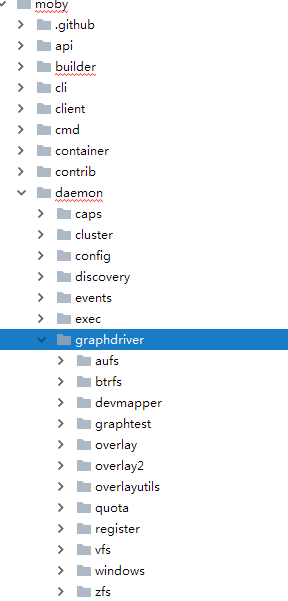 moby
.github
api
builder
cli
client
cmd
container
contrib
daemon
caps
cluster
config
discovery
events
exec
graphdriver
aufs
btrfs
devmapper
graphtest
overlay
overlay2
overlayutils
quota
register
vfs
windows
zfs